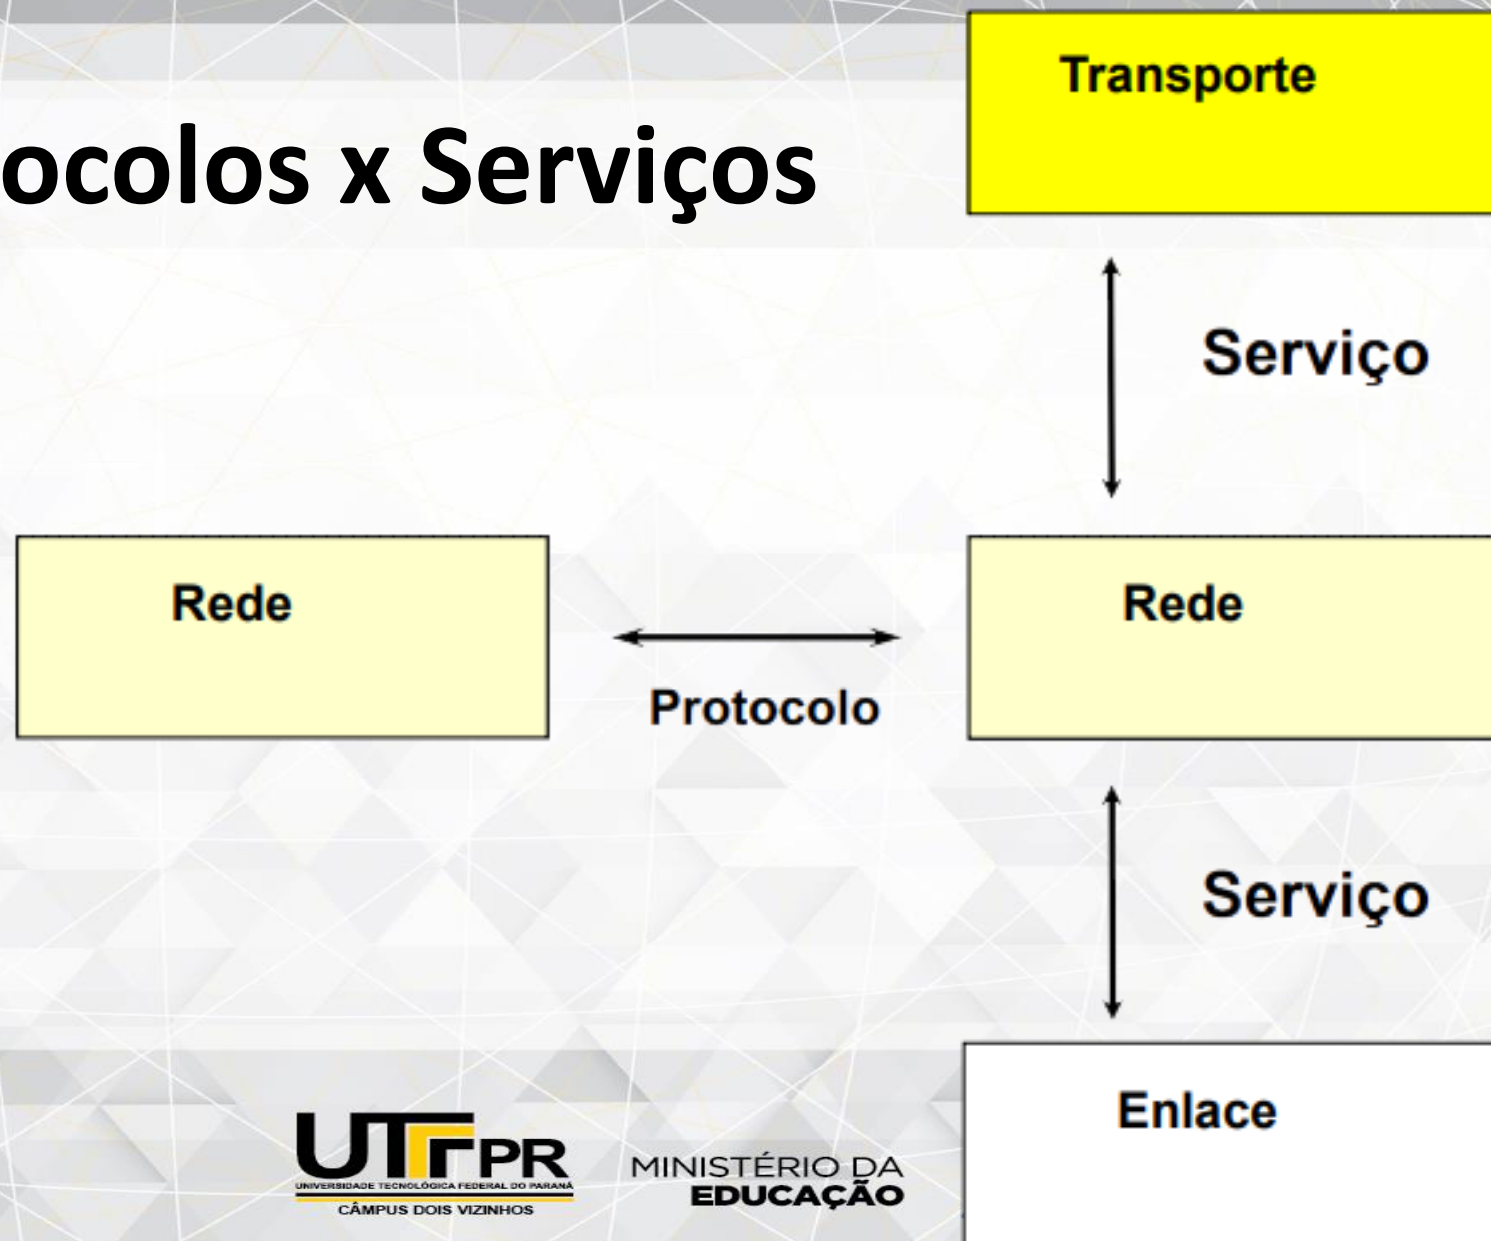 Transporte
ocolos x Serviços
Serviço
Rede
Rede
Protocolo
Serviço
Enlace
UTFPR
UNIVERSIDADE TECNOLÓGICA FEDERAL DO PARANÁ
CÂMPUS DOIS VIZINHOS
MINISTÉRIO DA
EDUCAÇÃO